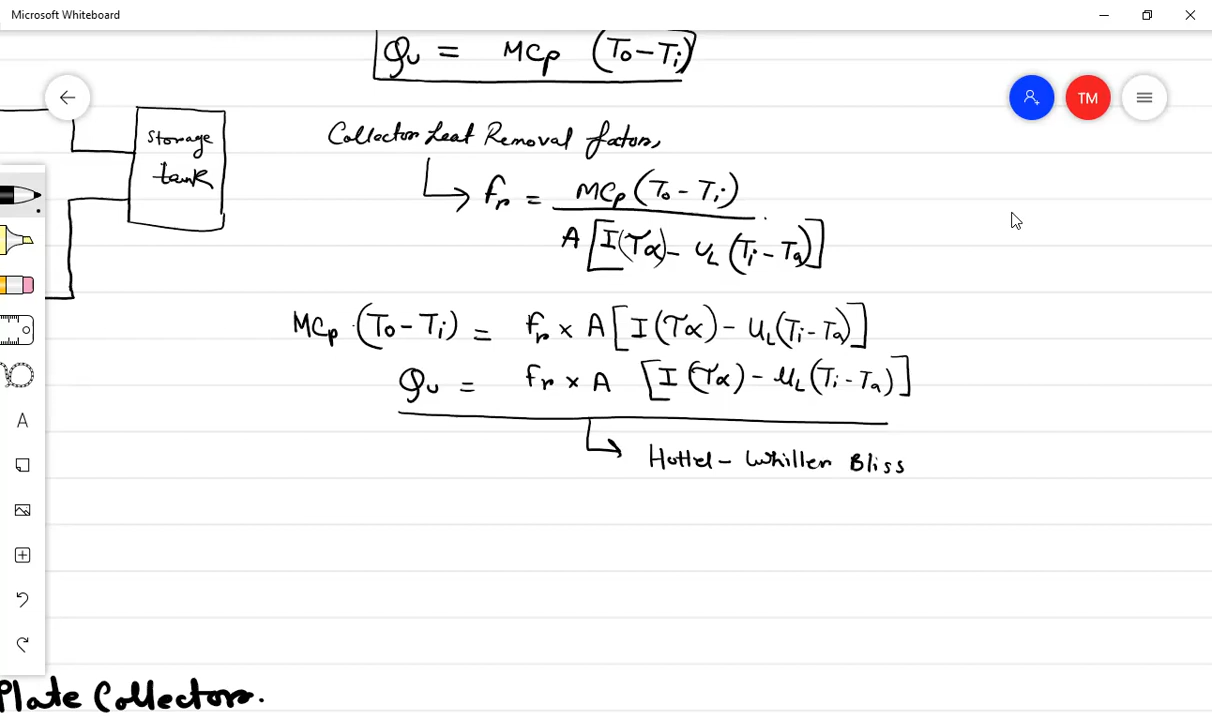 Microsoft Whiteboard
Qu = MCp (To-Ti)
TM
Storage
tank
Collector heat Removal factor,
fr = MCp (To - Ti)
A [I(τα) - UL (Ti - Ta)]
MCp · (To - Ti) = fr × A [I (τα) - UL (Ti - Ta)]
Qu = fr × A [I (τα) - UL (Ti - Ta)]
Hottel - Whiller Bliss
A
Plate Collectors.